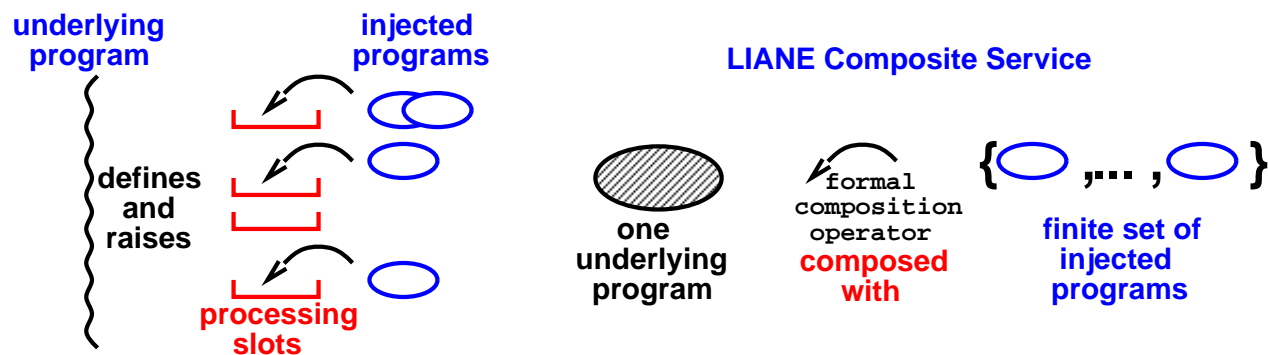 underlying
program
injected
programs
defines
and
raises
processing
slots
LIANE Composite Service
one
underlying
program
formal
composition
operator
composed
with
{ ,... , }
finite set of
injected
programs